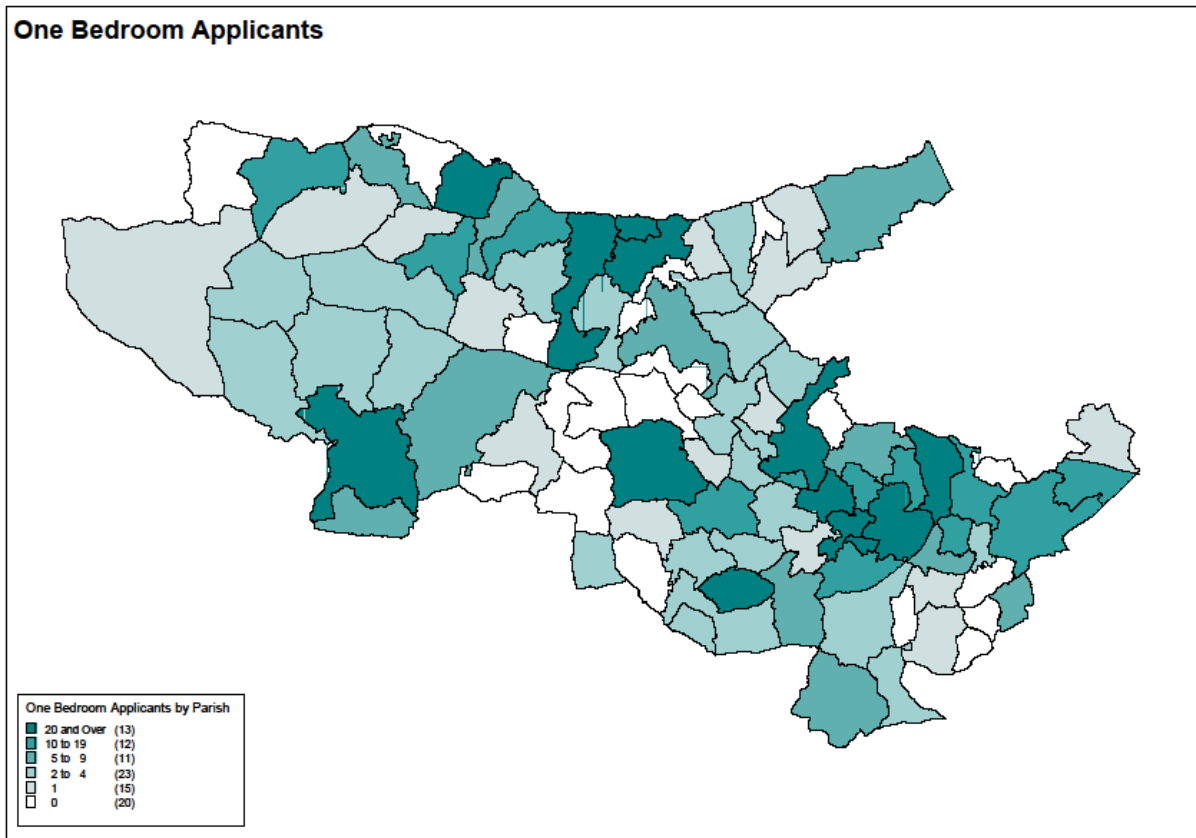 One Bedroom Applicants
One Bedroom Applicants by Parish
20 and Over (13)
10 to 19 (12)
5 to 9 (11)
2 to 4 (23)
1 (15)
0 (20)